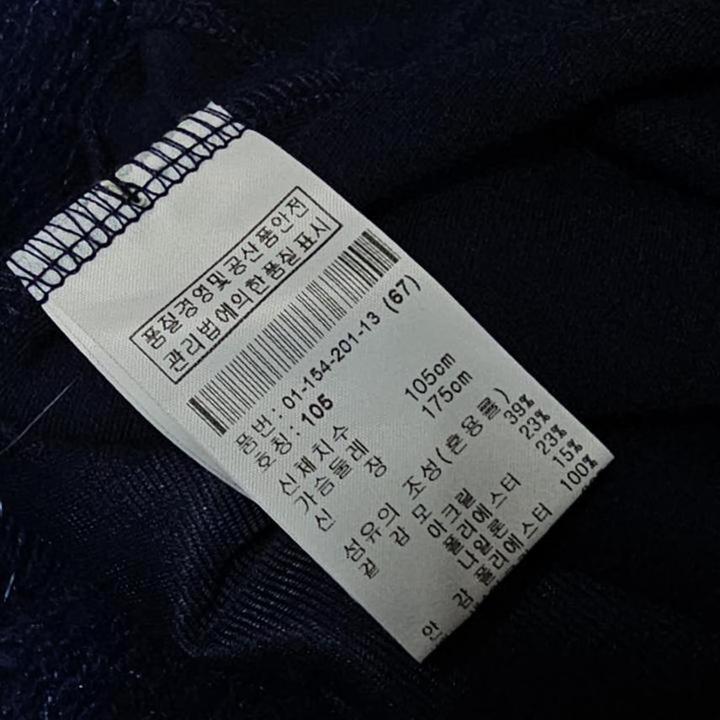 품질경영및공산품안전
관리법에의한품질표시
품번: 01-154-201-13 (67)
호칭: 105
신체치수
가슴둘레 105cm
신 장 175cm
섬유의 조성(혼용률)
겉 감 모 39%
아크릴 23%
폴리에스터 23%
나일론 15%
안 감 폴리에스터 100%